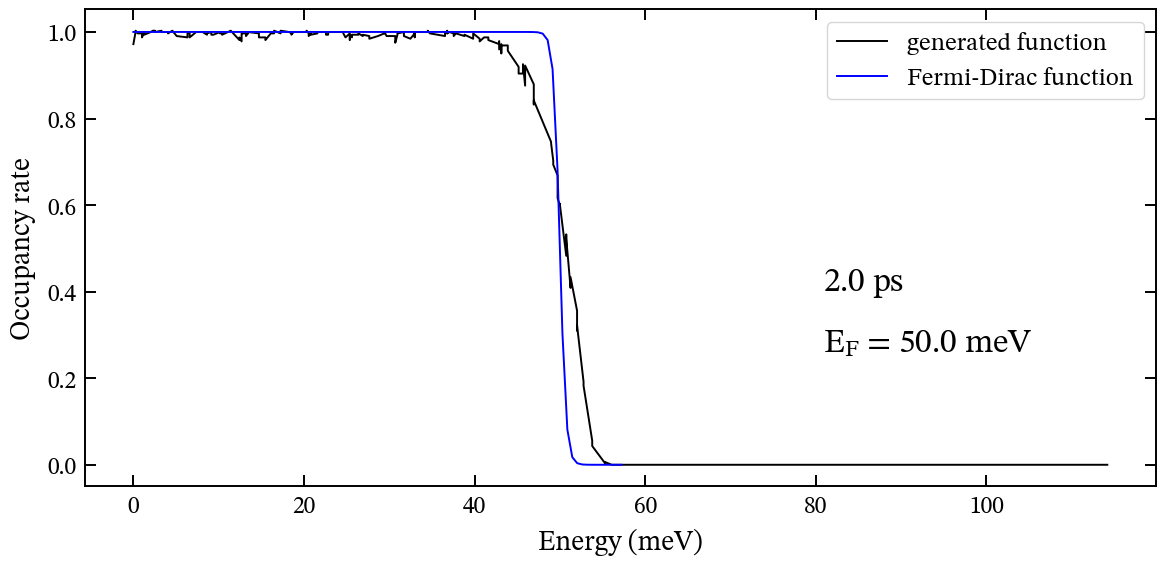 generated function
Fermi-Dirac function
1.0
0.8
0.6
0.4
0.2
0.0
Occupancy rate
2.0 ps
E_F = 50.0 meV
0 20 40 60 80 100
Energy (meV)